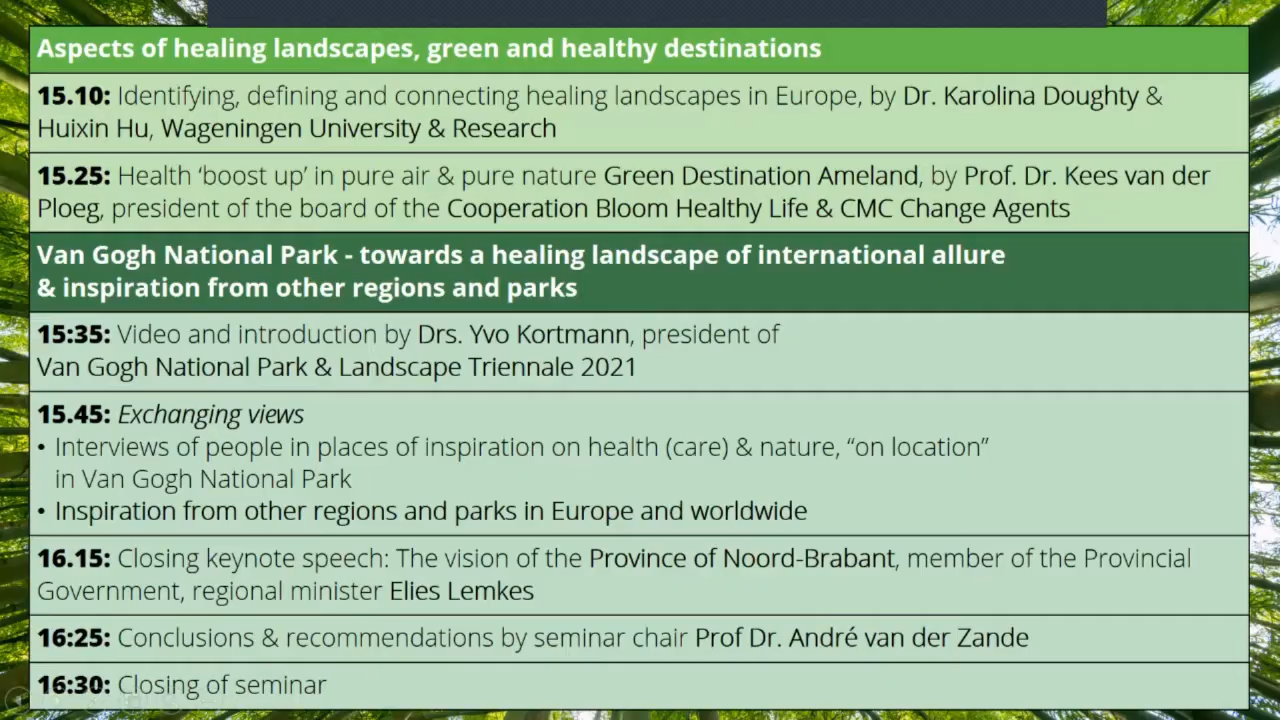 Aspects of healing landscapes, green and healthy destinations
15.10: Identifying, defining and connecting healing landscapes in Europe, by Dr. Karolina Doughty &
Huixin Hu, Wageningen University & Research
15.25: Health ‘boost up’ in pure air & pure nature Green Destination Ameland, by Prof. Dr. Kees van der
Ploeg, president of the board of the Cooperation Bloom Healthy Life & CMC Change Agents
Van Gogh National Park - towards a healing landscape of international allure
& inspiration from other regions and parks
15:35: Video and introduction by Drs. Yvo Kortmann, president of
Van Gogh National Park & Landscape Triennale 2021
15.45: Exchanging views
• Interviews of people in places of inspiration on health (care) & nature, “on location”
in Van Gogh National Park
• Inspiration from other regions and parks in Europe and worldwide
16.15: Closing keynote speech: The vision of the Province of Noord-Brabant, member of the Provincial
Government, regional minister Elies Lemkes
16:25: Conclusions & recommendations by seminar chair Prof Dr. André van der Zande
16:30: Closing of seminar